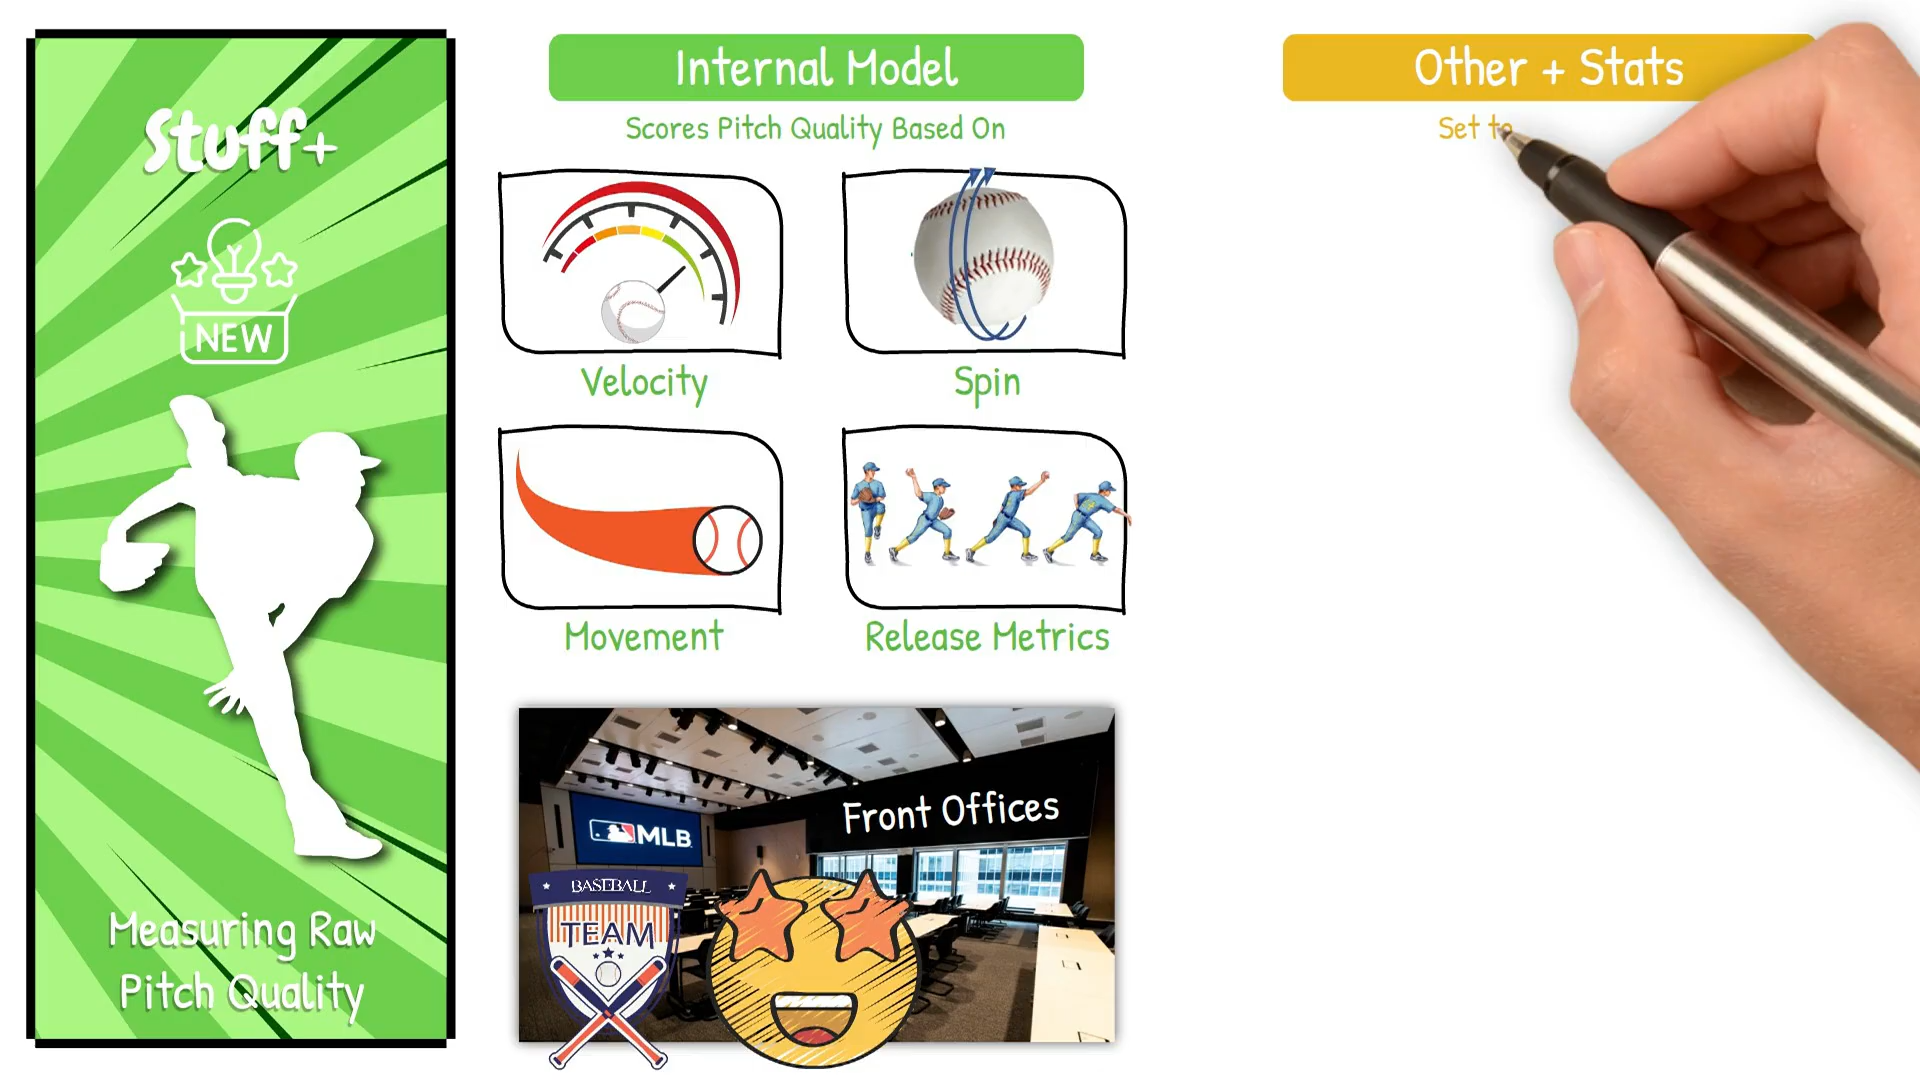 Stuff+
NEW
Measuring Raw
Pitch Quality
Internal Model
Scores Pitch Quality Based On
Velocity
Spin
Movement
Release Metrics
Front Offices
MLB
BASEBALL
TEAM
Other + Stats
Set to